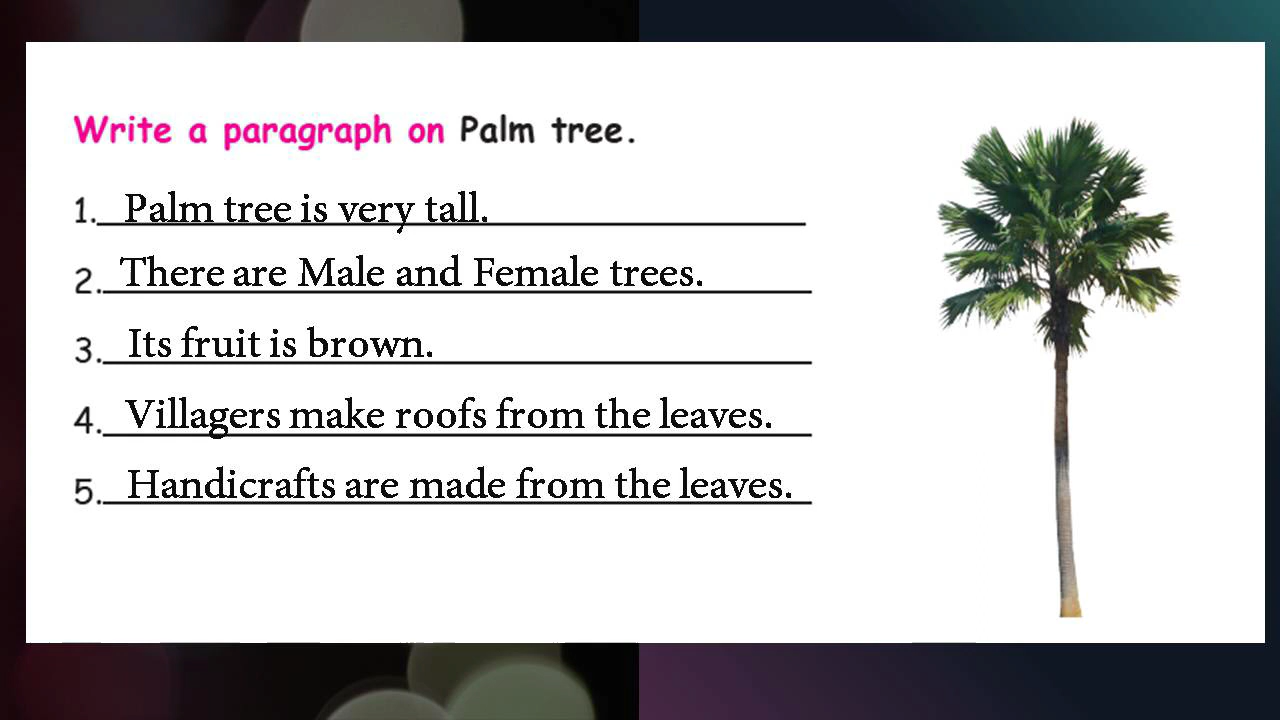 Write a paragraph on Palm tree.
1. Palm tree is very tall.
2. There are Male and Female trees.
3. Its fruit is brown.
4. Villagers make roofs from the leaves.
5. Handicrafts are made from the leaves.